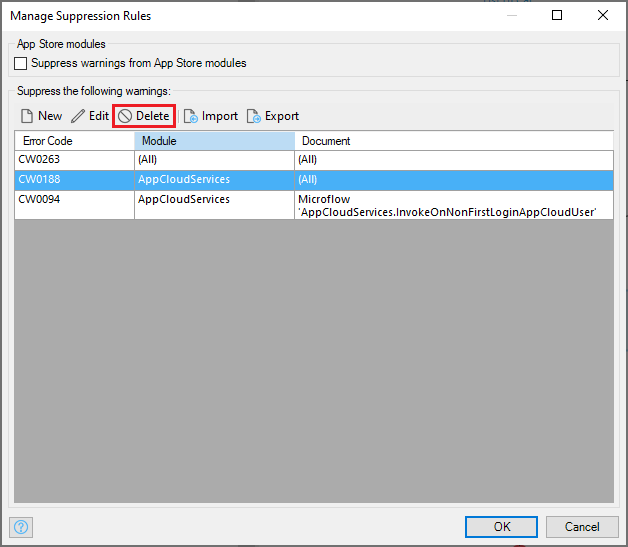 Manage Suppression Rules
App Store modules
Suppress warnings from App Store modules
Suppress the following warnings:
New Edit Delete Import Export
Error Code Module Document
CW0263 (All) (All)
CW0188 AppCloudServices (All)
CW0094 AppCloudServices Microflow
'AppCloudServices.InvokeOnNonFirstLoginAppCloudUser'
? OK Cancel